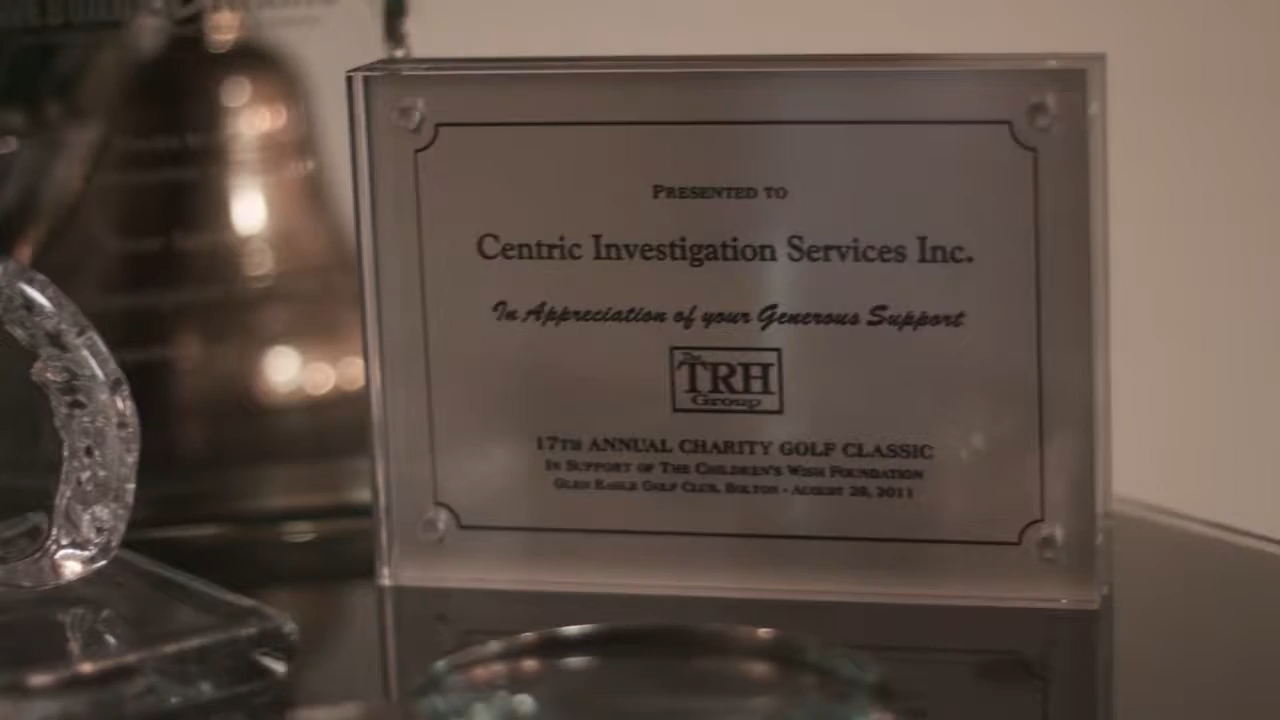 PRESENTED TO
Centric Investigation Services Inc.
In Appreciation of your Generous Support
The
TRH
Group
17TH ANNUAL CHARITY GOLF CLASSIC
IN SUPPORT OF THE CHILDREN'S WISH FOUNDATION
GLEN EAGLE GOLF CLUB, BOLTON - AUGUST 20, 2011